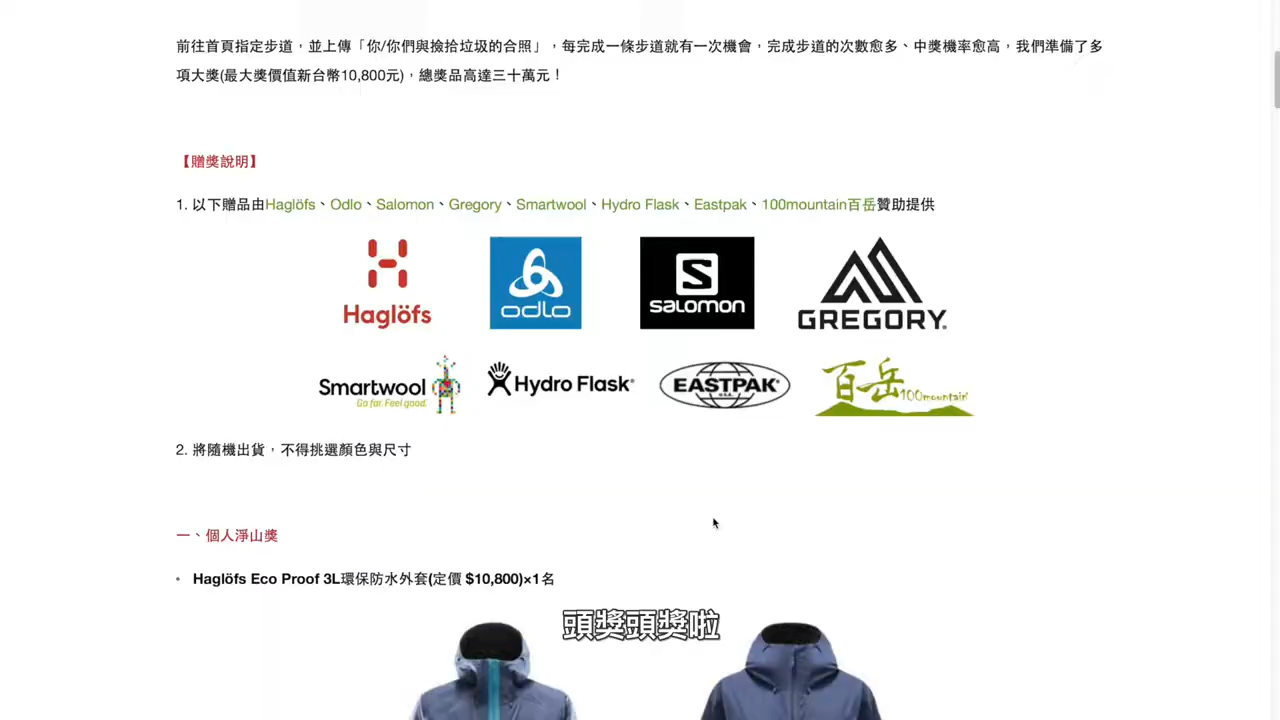 前往首頁指定步道，並上傳「你/你們與撿拾垃圾的合照」，每完成一條步道就有一次機會，完成步道的次數愈多、中獎機率愈高，我們準備了多
項大獎(最大獎價值新台幣10,800元)，總獎品高達三十萬元！
【贈獎說明】
1. 以下贈品由Haglöfs、Odlo、Salomon、Gregory、Smartwool、Hydro Flask、Eastpak、100mountain百岳贊助提供
Haglöfs
odlo
salomon
GREGORY.
Smartwool
Go far. Feel good.
Hydro Flask
EASTPAK
U.S.A.
百岳
100mountain
2. 將隨機出貨，不得挑選顏色與尺寸
一、個人淨山獎
• Haglöfs Eco Proof 3L環保防水外套(定價 $10,800)×1名
頭獎頭獎啦